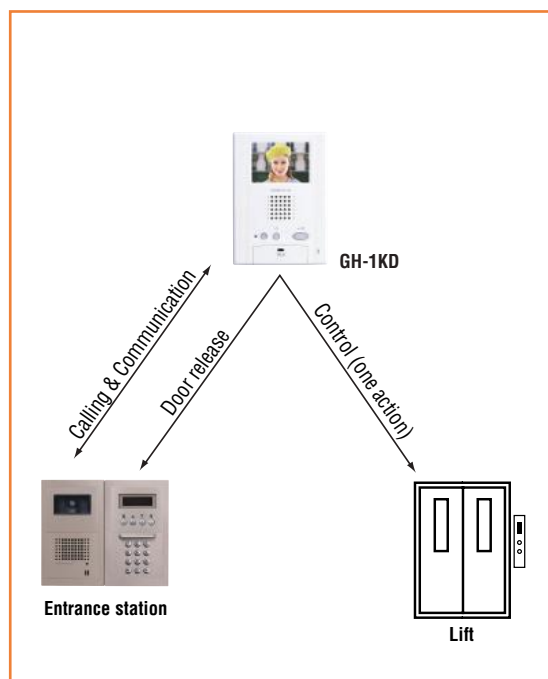 GH-1KD
Calling & Communication
Door release
Control (one action)
Entrance station
Lift